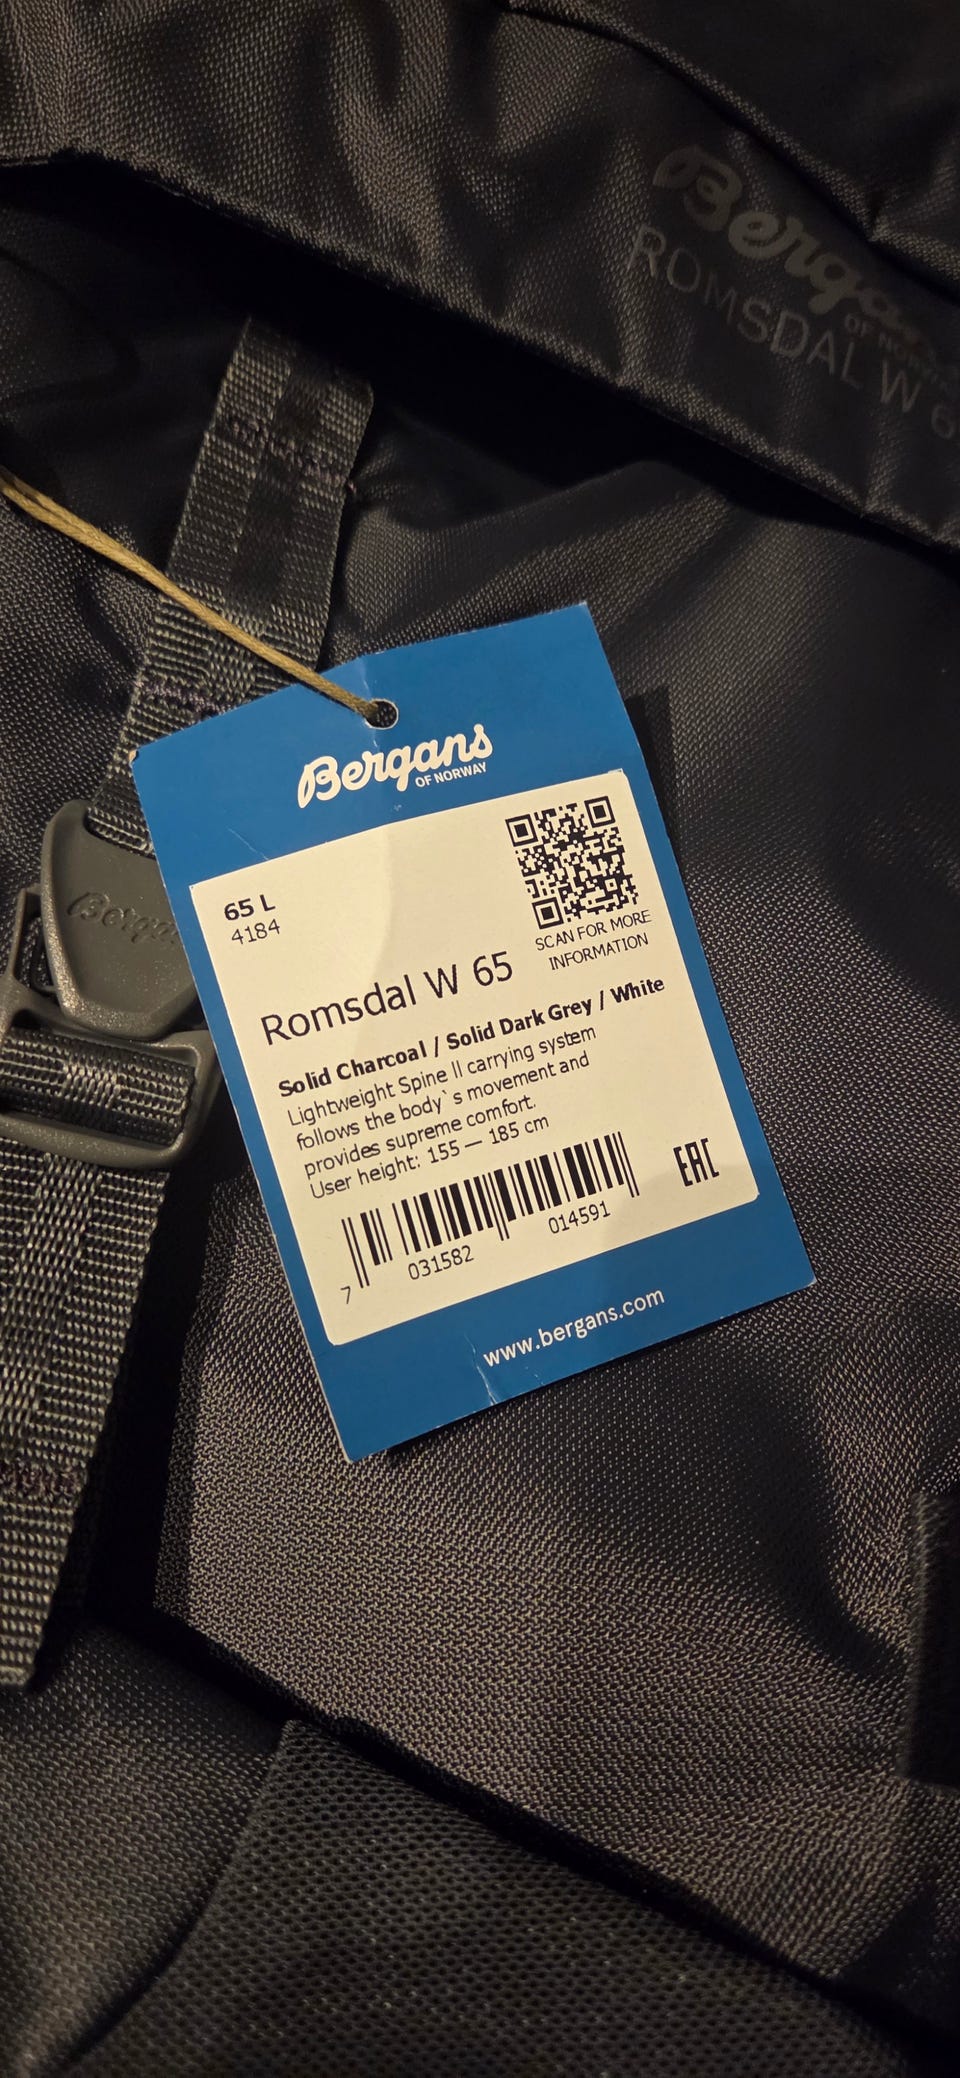 Bergans
ROMSDAL W 6
Bergans
OF NORWAY
65 L
4184
SCAN FOR MORE
INFORMATION
Romsdal W 65
Solid Charcoal / Solid Dark Grey / White
Lightweight Spine II carrying system
follows the body`s movement and
provides supreme comfort.
User height: 155 — 185 cm
EAC
7 031582 014591
www.bergans.com